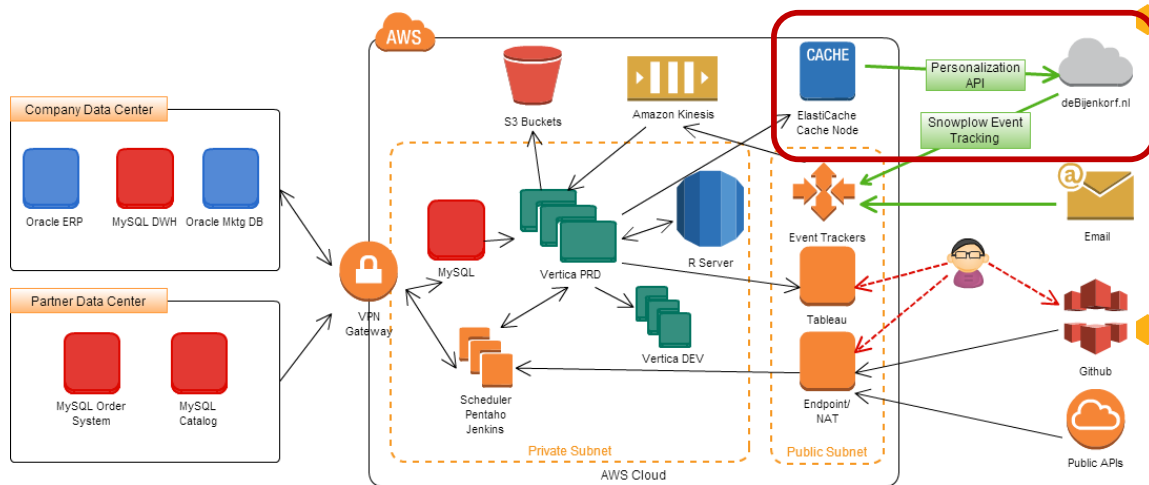 AWS
CACHE
Personalization
API
deBijenkorf.nl
S3 Buckets
Amazon Kinesis
ElastiCache
Cache Node
Snowplow Event
Tracking
Company Data Center
Oracle ERP
MySQL DWH
Oracle Mktg DB
@
Email
MySQL
Vertica PRD
R Server
Event Trackers
VPN
Gateway
Partner Data Center
Tableau
Vertica DEV
Github
MySQL Order
System
MySQL
Catalog
Scheduler
Pentaho
Jenkins
Endpoint/
NAT
Private Subnet
Public Subnet
Public APIs
AWS Cloud